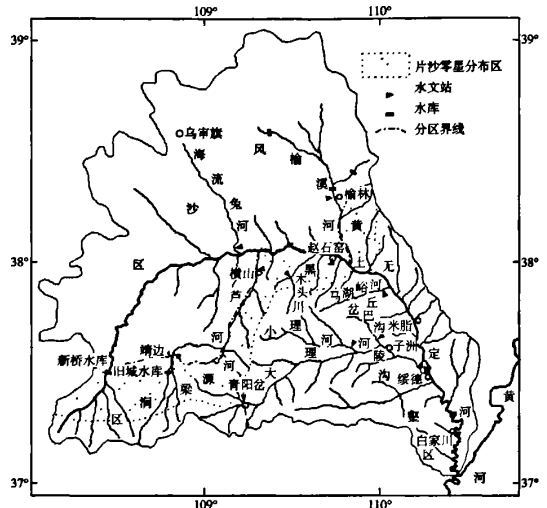 109°
110°
39°
39°
片沙零星分布区
水文站
水库
分区界线
乌审旗
海流兔河
风沙区
榆溪河
榆林
黄土丘陵沟壑区
赵石窑
38°
38°
横山
芦河
黑木头川
马湖峪河
无定河
小理河
岔巴沟
米脂
子洲
新桥水库
靖边
旧城水库
大理河
绥德
青阳岔
河源梁涧区
白家川
黄河
37°
37°
109°
110°